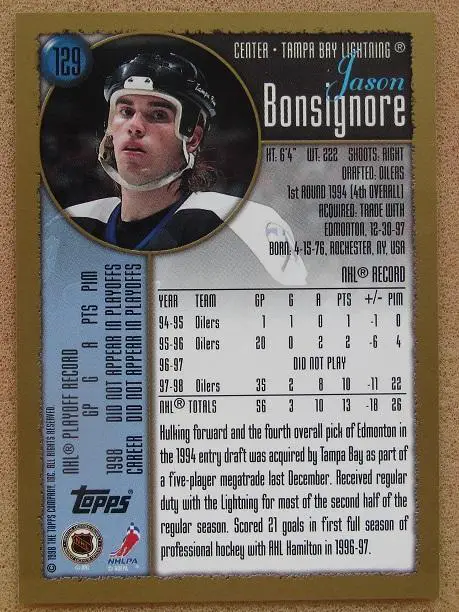 129
CENTER • TAMPA BAY LIGHTNING ®
Jason
Bonsignore
HT: 6'4" WT: 222 SHOOTS: RIGHT
DRAFTED: OILERS
1ST ROUND 1994 (4TH OVERALL)
ACQUIRED: TRADE WITH
EDMONTON, 12-30-97
BORN: 4-15-76, ROCHESTER, NY, USA
NHL® RECORD
YEAR TEAM GP G A PTS +/- PIM
94-95 Oilers 1 1 0 1 -1 0
95-96 Oilers 20 0 2 2 -6 4
96-97 DID NOT PLAY
97-98 Oilers 35 2 8 10 -11 22
NHL® TOTALS 56 3 10 13 -18 26
Hulking forward and the fourth overall pick of Edmonton in
the 1994 entry draft was acquired by Tampa Bay as part of
a five-player megatrade last December. Received regular
duty with the Lightning for most of the second half of the
regular season. Scored 21 goals in first full season of
professional hockey with AHL Hamilton in 1996-97.
NHL® PLAYOFF RECORD
GP G A PTS PIM
1998 DID NOT APPEAR IN PLAYOFFS
CAREER DID NOT APPEAR IN PLAYOFFS
Topps
NHLPA
© 1998 THE TOPPS COMPANY, INC. ALL RIGHTS RESERVED.